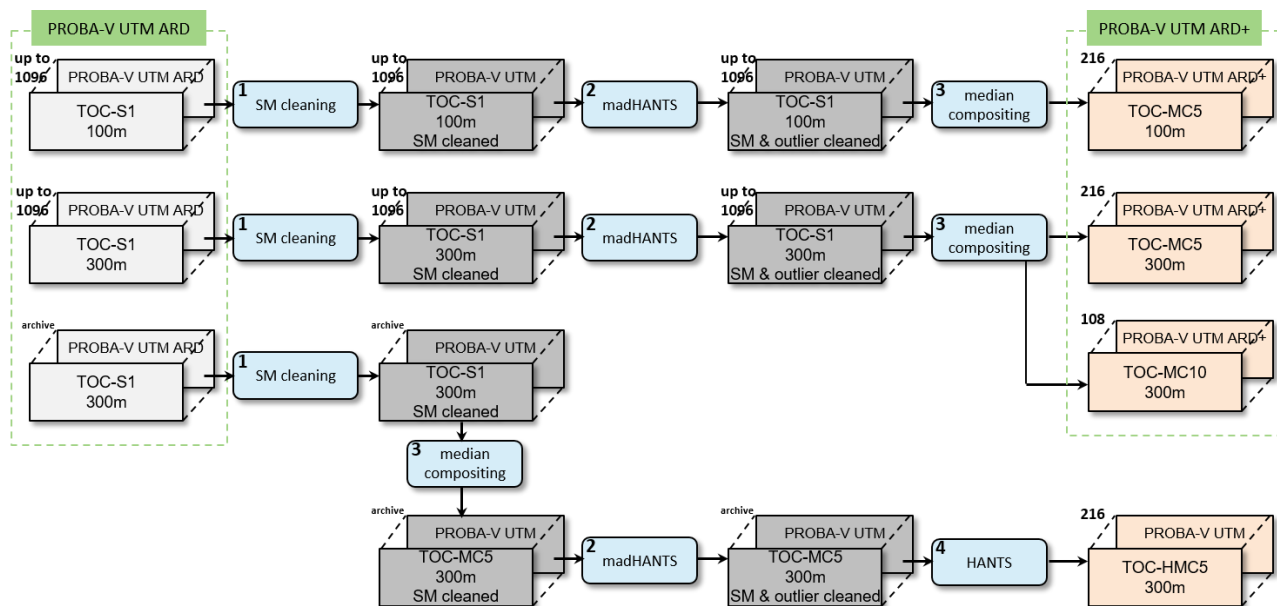 PROBA-V UTM ARD
PROBA-V UTM ARD+
up to
1096
PROBA-V UTM ARD
TOC-S1
100m
1
SM cleaning
up to
1096
PROBA-V UTM
TOC-S1
100m
SM cleaned
2
madHANTS
up to
1096
PROBA-V UTM
TOC-S1
100m
SM & outlier cleaned
3
median
compositing
216
PROBA-V UTM ARD+
TOC-MC5
100m
up to
1096
PROBA-V UTM ARD
TOC-S1
300m
1
SM cleaning
up to
1096
PROBA-V UTM
TOC-S1
300m
SM cleaned
2
madHANTS
up to
1096
PROBA-V UTM
TOC-S1
300m
SM & outlier cleaned
3
median
compositing
216
PROBA-V UTM ARD+
TOC-MC5
300m
archive
PROBA-V UTM ARD
TOC-S1
300m
1
SM cleaning
archive
PROBA-V UTM
TOC-S1
300m
SM cleaned
108
PROBA-V UTM ARD+
TOC-MC10
300m
3
median
compositing
archive
PROBA-V UTM
TOC-MC5
300m
SM cleaned
2
madHANTS
archive
PROBA-V UTM
TOC-MC5
300m
SM & outlier cleaned
4
HANTS
216
PROBA-V UTM
TOC-HMC5
300m